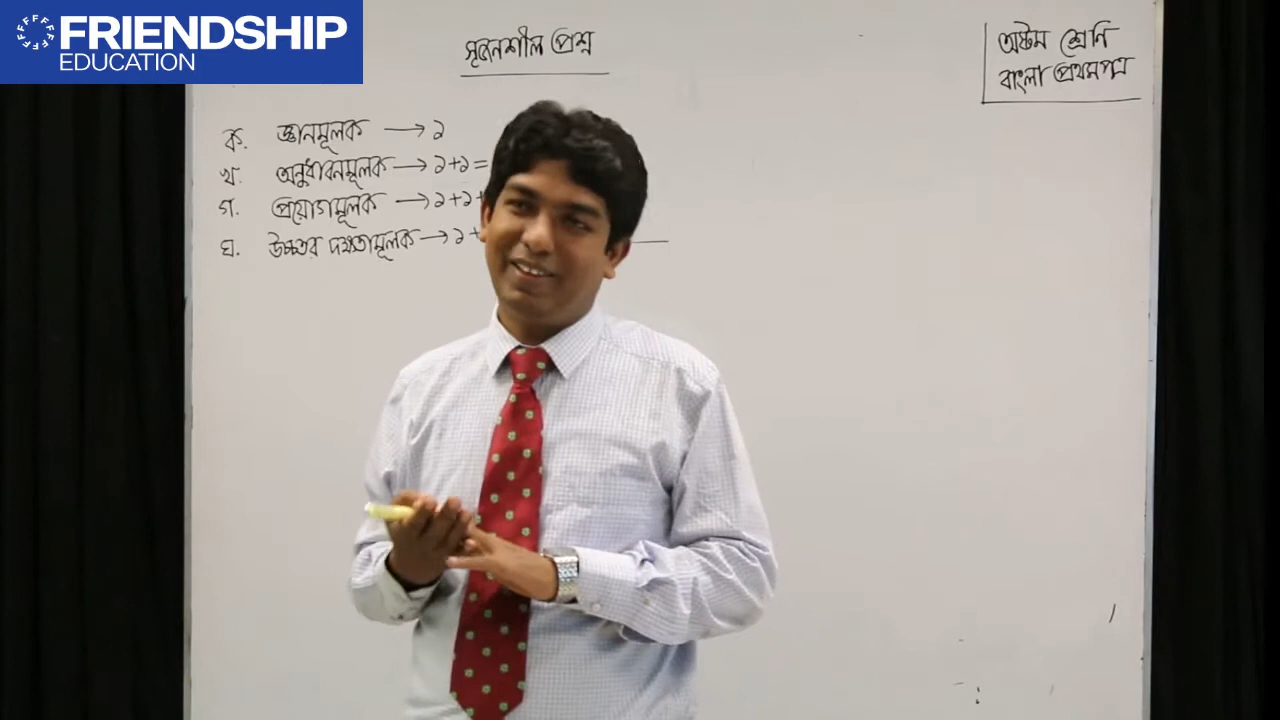 FRIENDSHIP
EDUCATION
সৃজনশীল প্রশ্ন
অষ্টম শ্রেণি
বাংলা প্রথমপত্র
ক. জ্ঞানমূলক → ১
খ. অনুধাবনমূলক → ১+১=
গ. প্রয়োগমূলক → ১+১+
ঘ. উচ্চতর দক্ষতামূলক → ১+